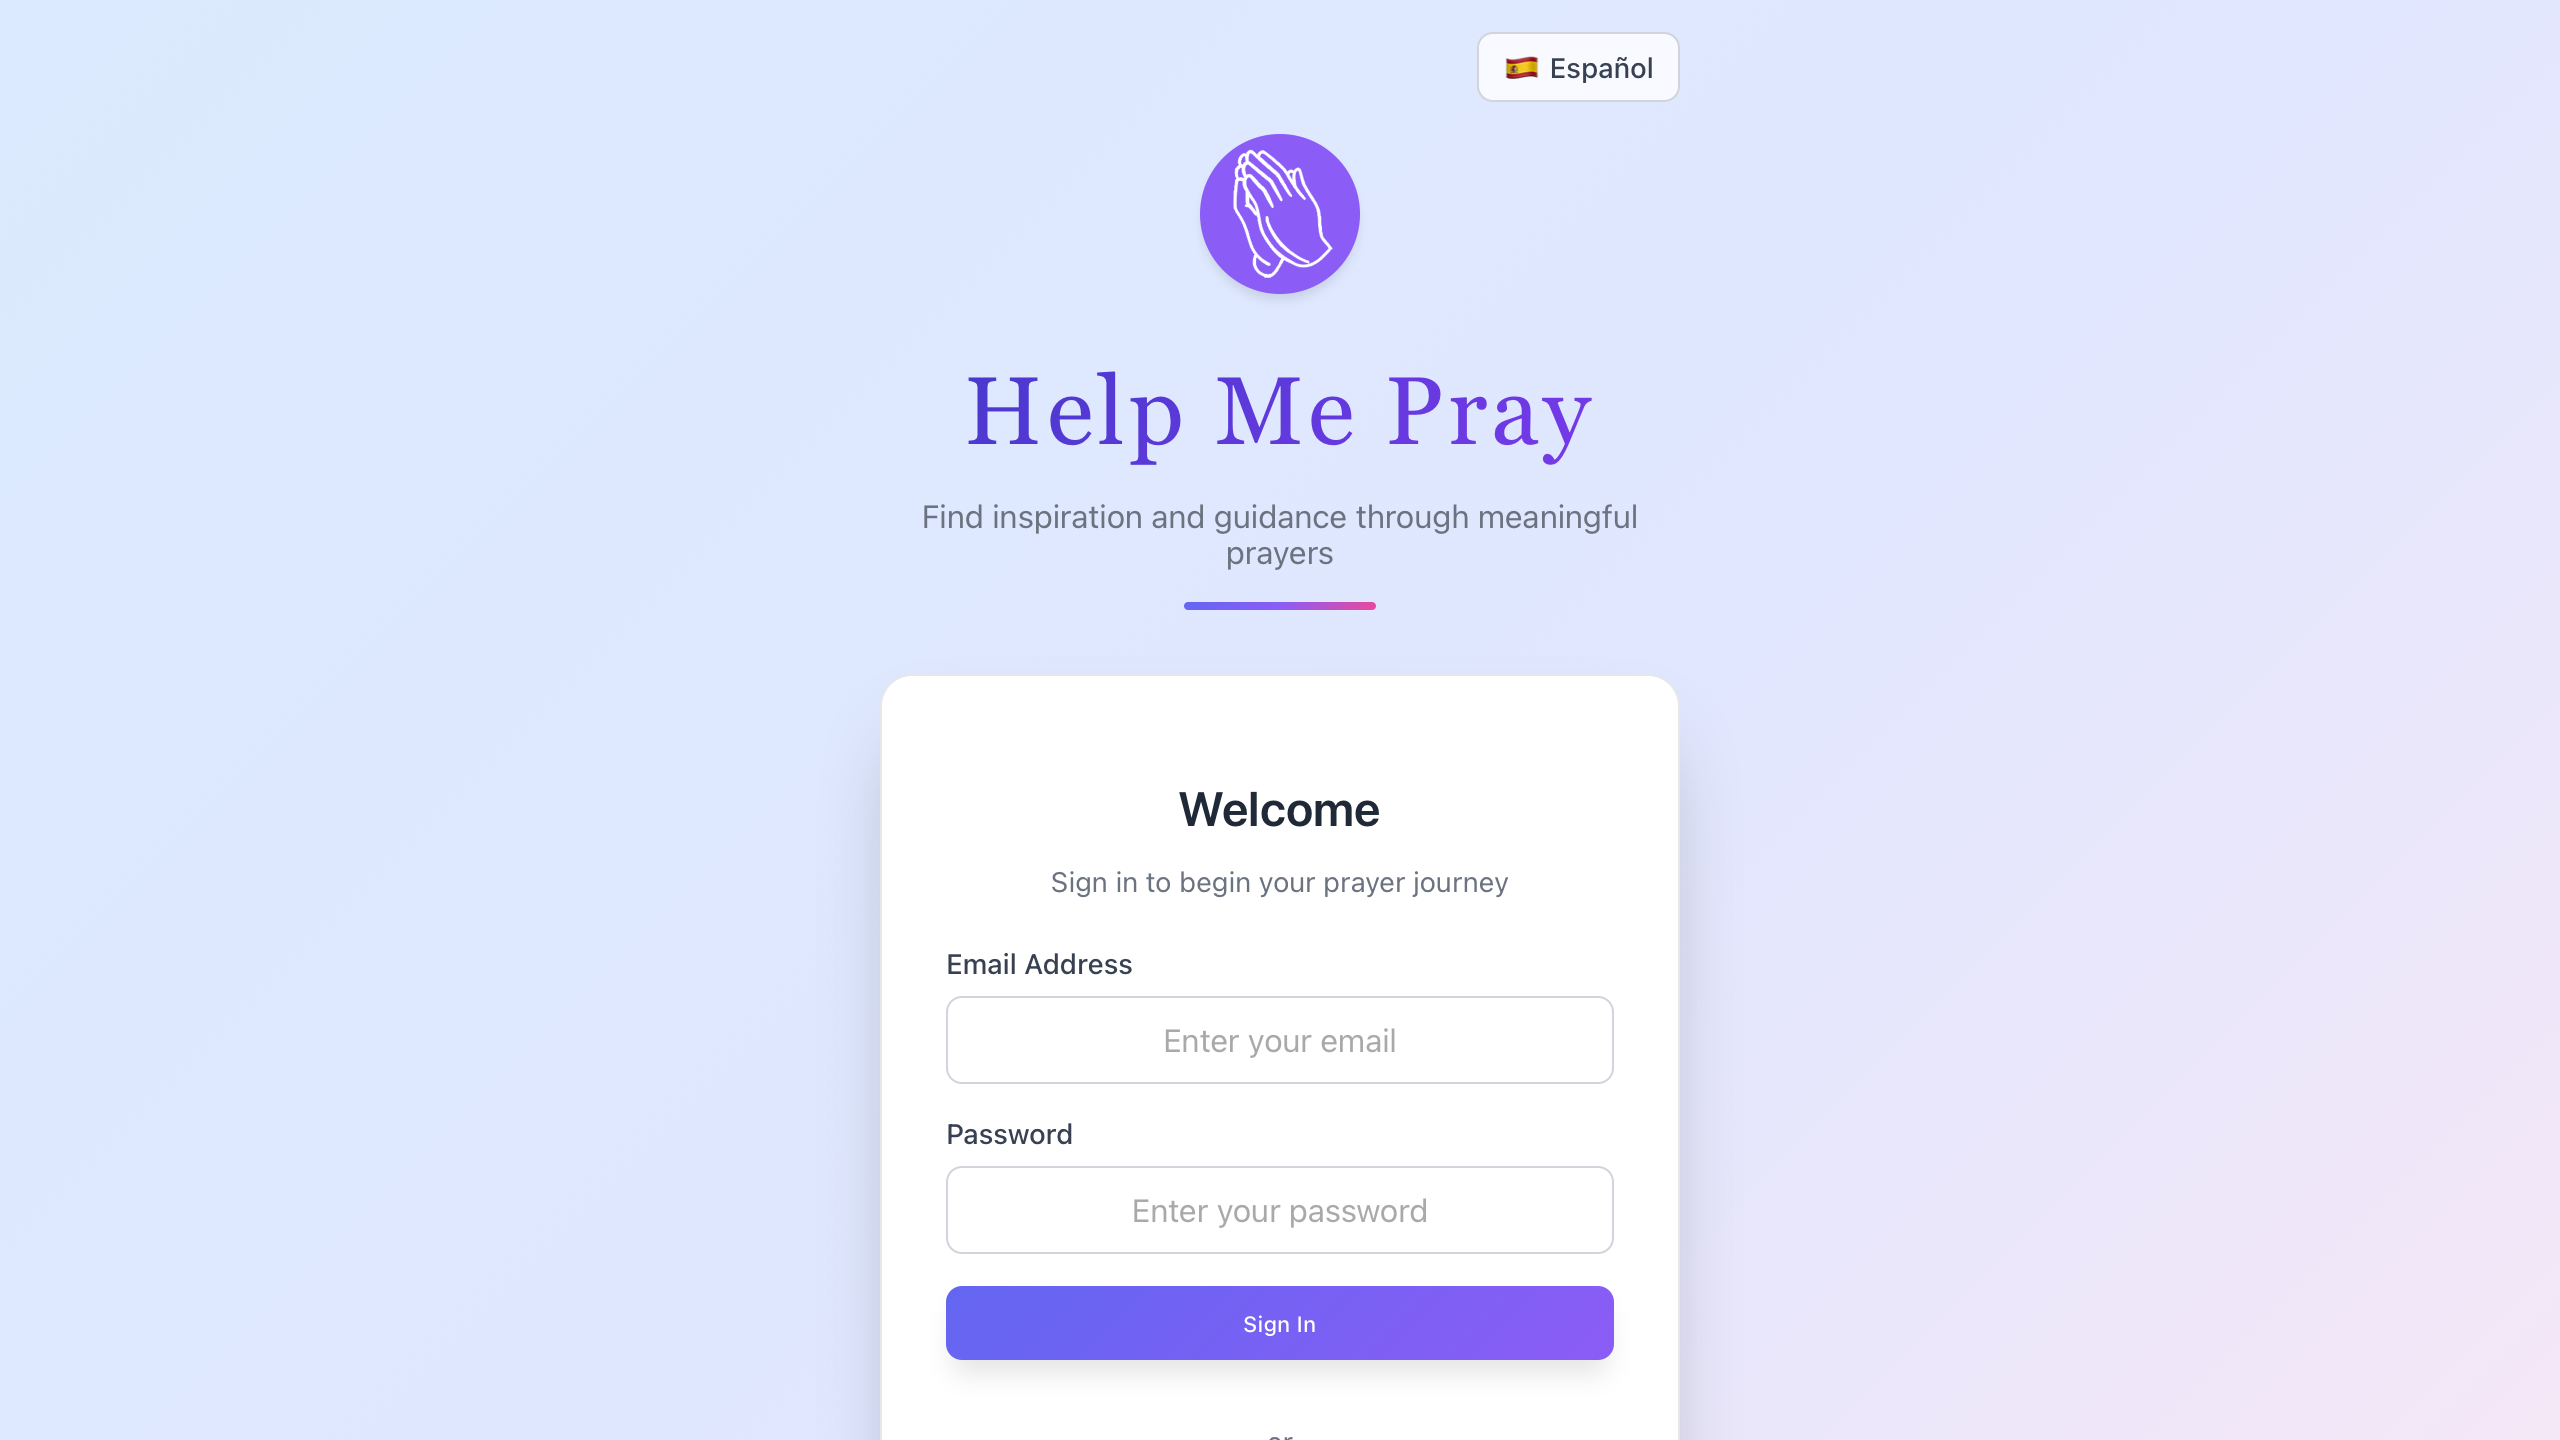 Español
Help Me Pray
Find inspiration and guidance through meaningful
prayers
Welcome
Sign in to begin your prayer journey
Email Address
Enter your email
Password
Enter your password
Sign In
or